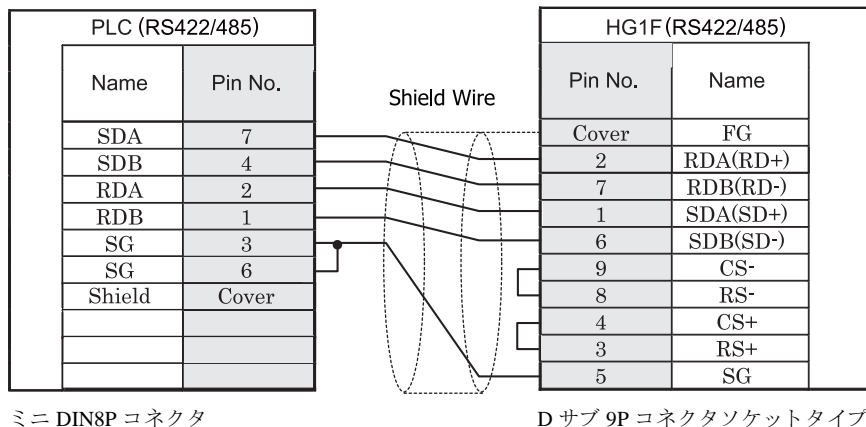 PLC (RS422/485)
Name Pin No.
SDA 7
SDB 4
RDA 2
RDB 1
SG 3
SG 6
Shield Cover
ミニ DIN8P コネクタ
Shield Wire
HG1F(RS422/485)
Pin No. Name
Cover FG
2 RDA(RD+)
7 RDB(RD-)
1 SDA(SD+)
6 SDB(SD-)
9 CS-
8 RS-
4 CS+
3 RS+
5 SG
D サブ 9P コネクタソケットタイプ